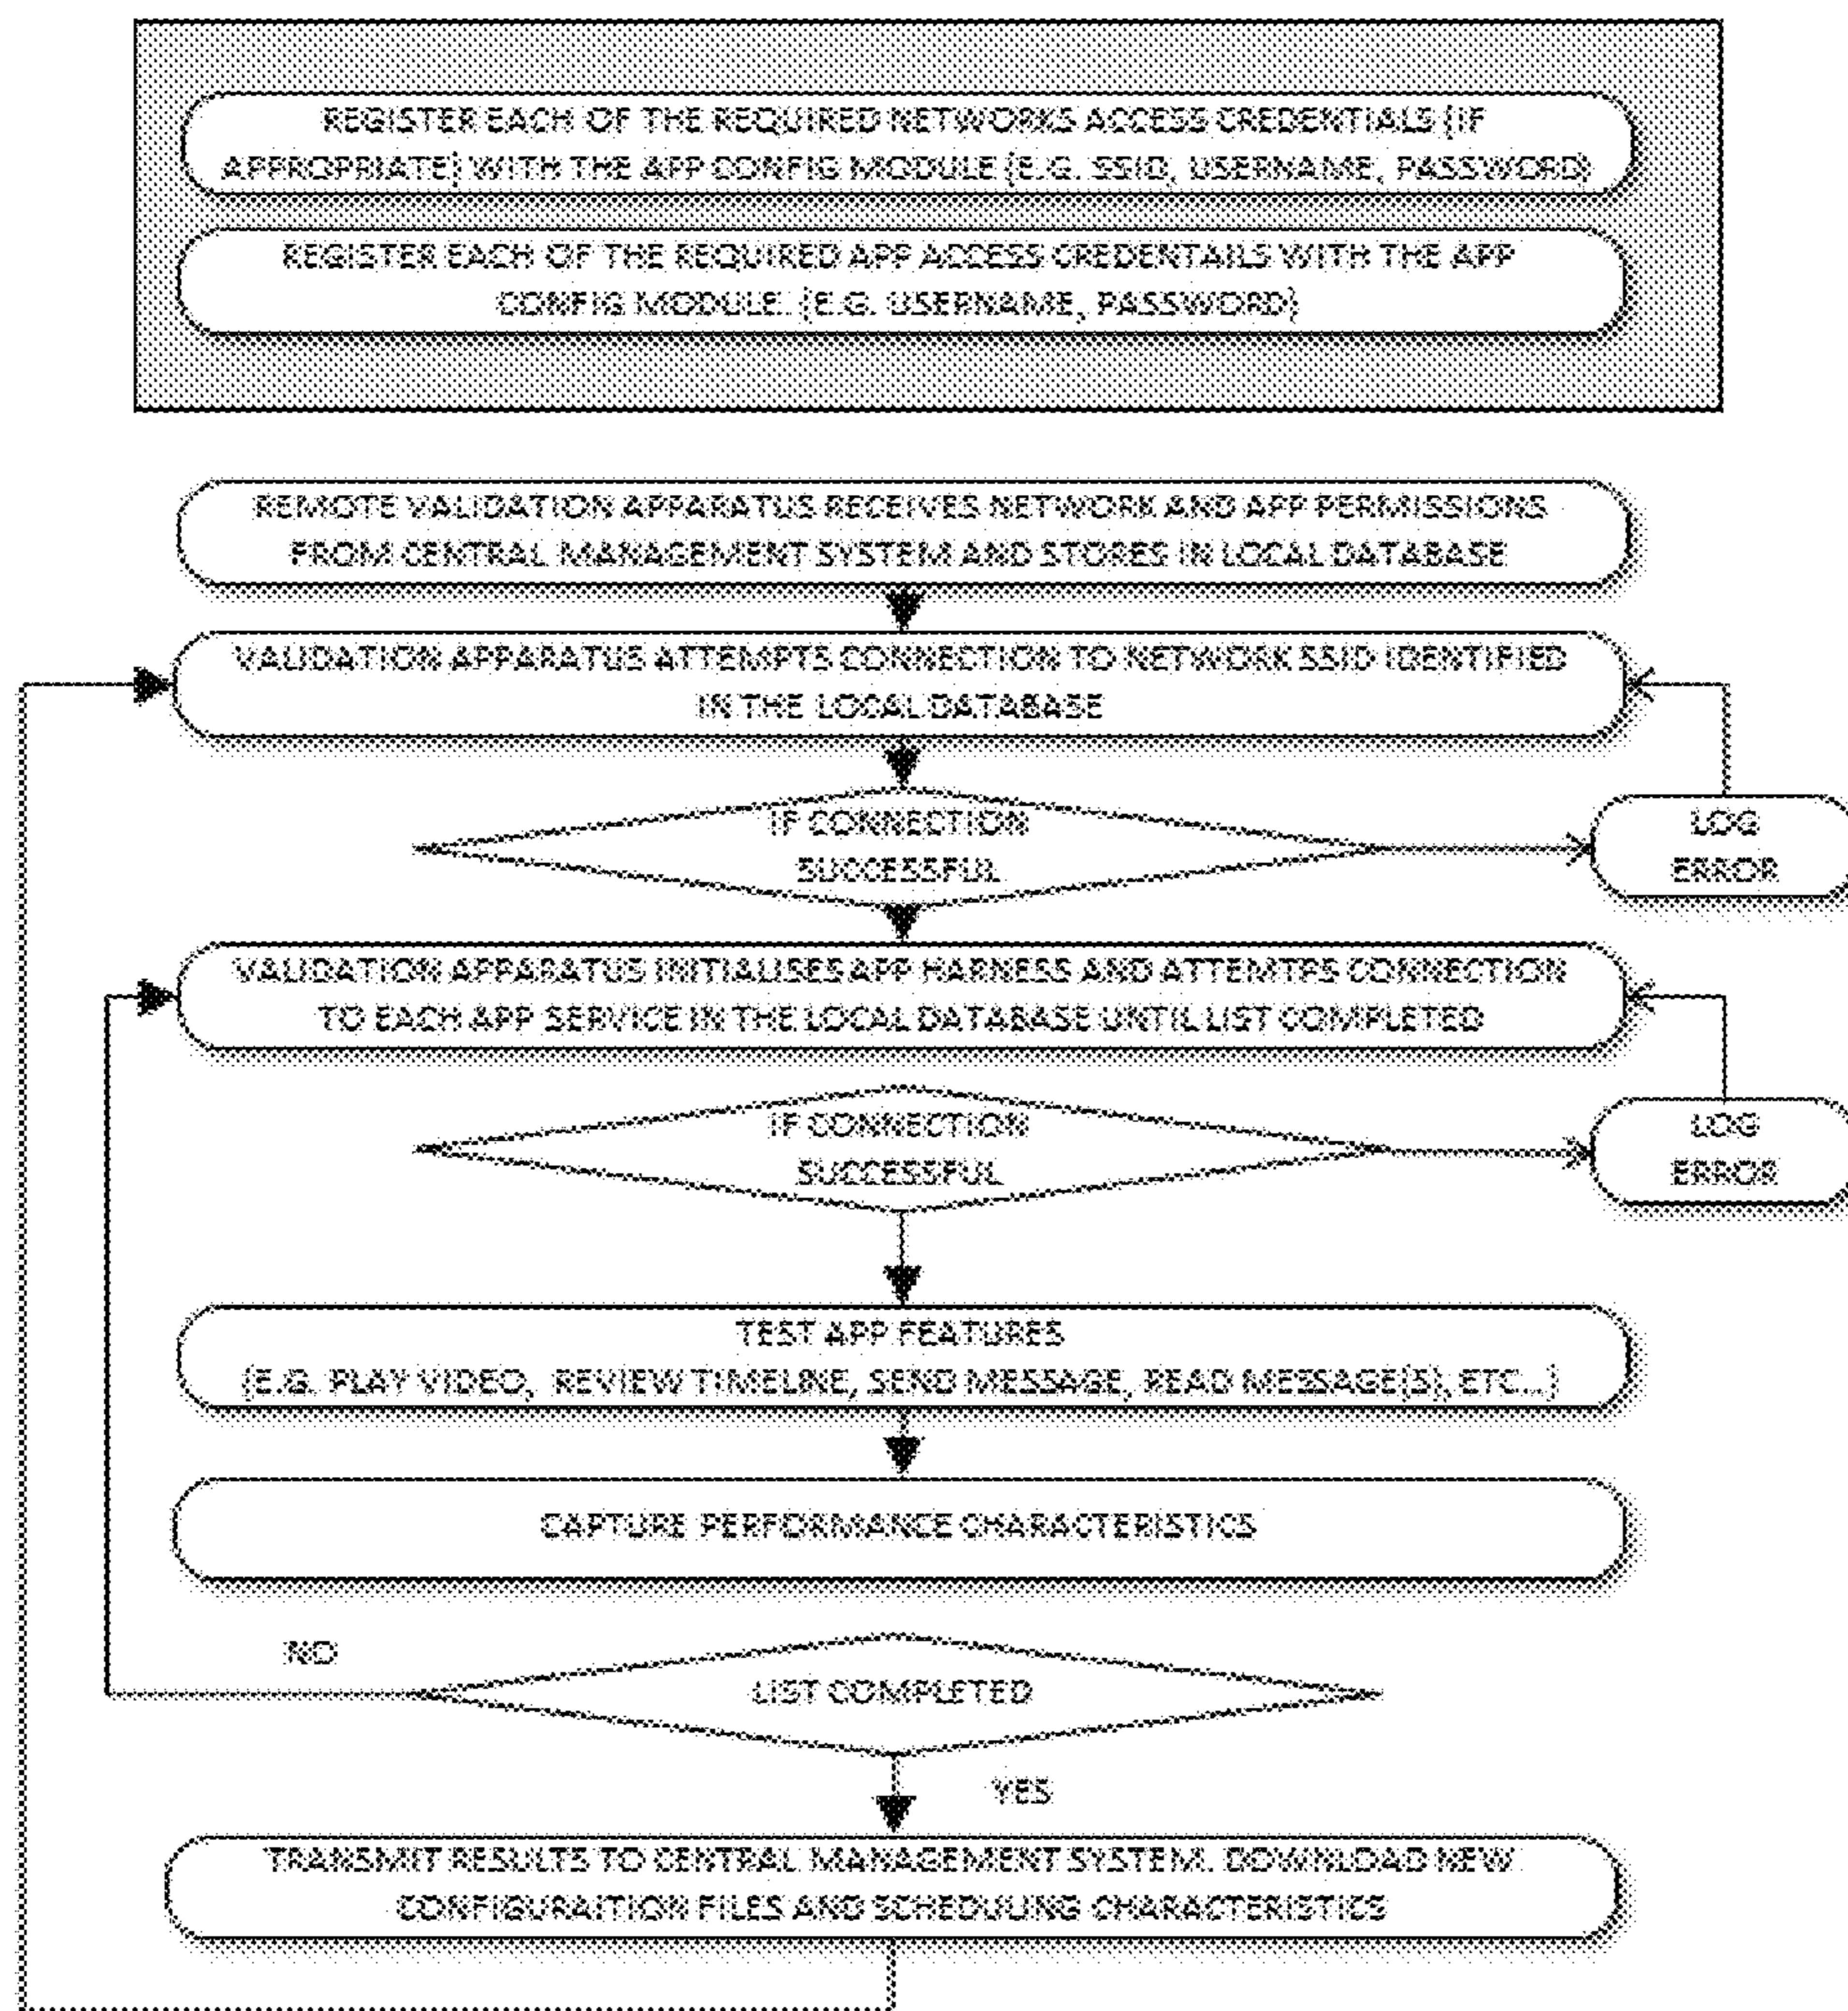 REGISTER EACH OF THE REQUIRED NETWORKS ACCESS CREDENTIALS (IF
APPROPRIATE) WITH THE APP CONFIG MODULE (E.G. SSID, USERNAME, PASSWORD)
REGISTER EACH OF THE REQUIRED APP ACCESS CREDENTAILS WITH THE APP
CONFIG MODULE. (E.G. USERNAME, PASSWORD)
REMOTE VALIDATION APPARATUS RECEIVES NETWORK AND APP PERMISSIONS
FROM CENTRAL MANAGEMENT SYSTEM AND STORES IN LOCAL DATABASE
VALIDATION APPARATUS ATTEMPTS CONNECTION TO NETWORK SSID IDENTIFIED
IN THE LOCAL DATABASE
IF CONNECTION
SUCCESSFUL
LOG
ERROR
VALIDATION APPARATUS INITIALISES APP HARNESS AND ATTEMTPS CONNECTION
TO EACH APP SERVICE IN THE LOCAL DATABASE UNTIL LIST COMPLETED
IF CONNECTION
SUCCESSFUL
LOG
ERROR
TEST APP FEATURES
(E.G. PLAY VIDEO, REVIEW TIMELINE, SEND MESSAGE, READ MESSAGE(S), ETC...)
CAPTURE PERFORMANCE CHARACTERISTICS
NO
LIST COMPLETED
YES
TRANSMIT RESULTS TO CENTRAL MANAGEMENT SYSTEM. DOWNLOAD NEW
CONFIGURAITION FILES AND SCHEDULING CHARACTERISTICS